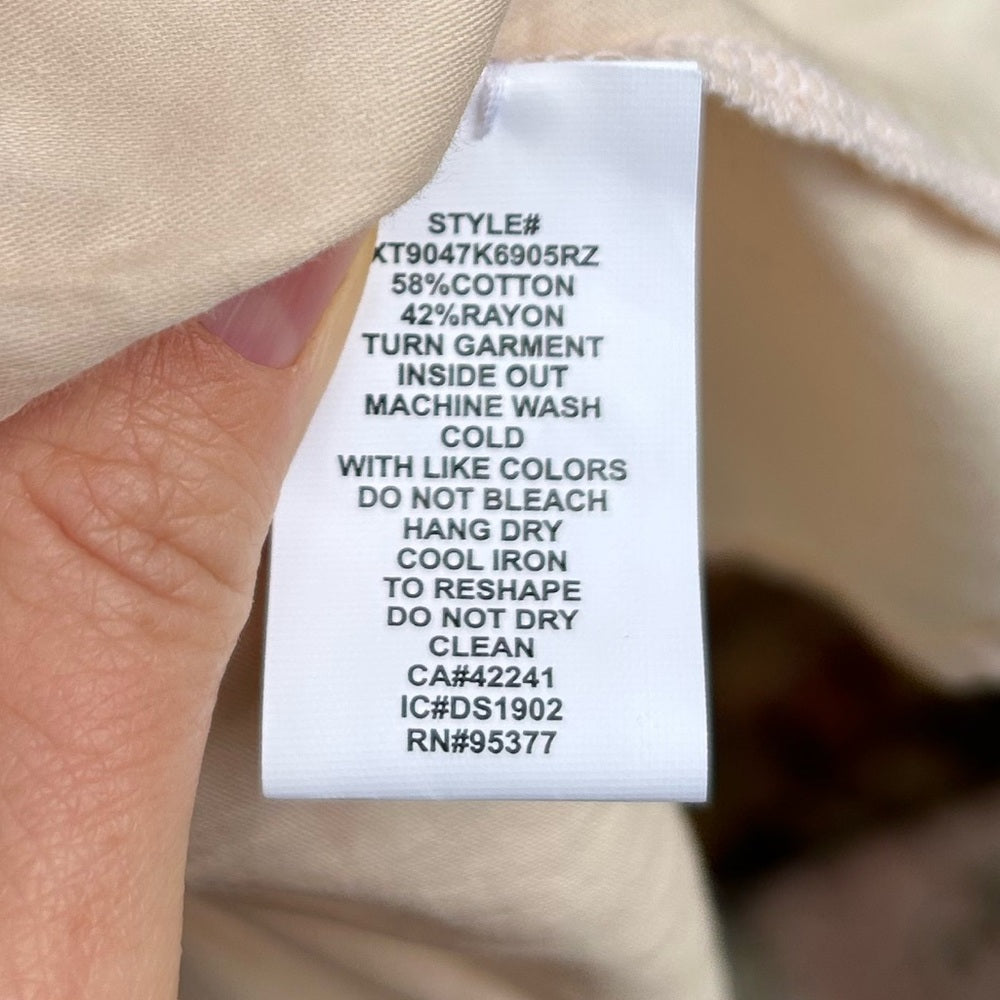 STYLE#
XT9047K6905RZ
58%COTTON
42%RAYON
TURN GARMENT
INSIDE OUT
MACHINE WASH
COLD
WITH LIKE COLORS
DO NOT BLEACH
HANG DRY
COOL IRON
TO RESHAPE
DO NOT DRY
CLEAN
CA#42241
IC#DS1902
RN#95377